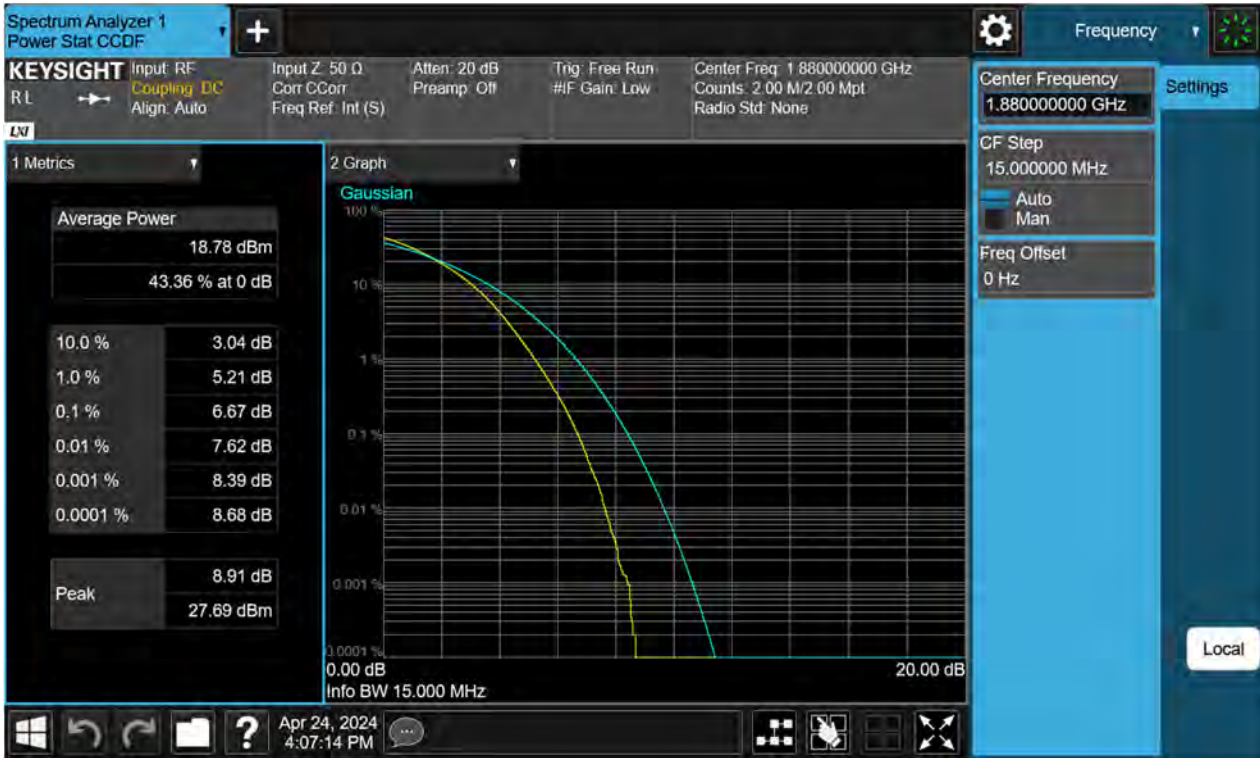 Spectrum Analyzer 1
Power Stat CCDF
+
Frequency
KEYSIGHT
R L
LXI
Input: RF
Coupling: DC
Align: Auto
Input Z: 50 Ω
Corr CCorr
Freq Ref: Int (S)
Atten: 20 dB
Preamp: Off
Trig: Free Run
#IF Gain: Low
Center Freq: 1.880000000 GHz
Counts: 2.00 M/2.00 Mpt
Radio Std: None
Center Frequency
1.880000000 GHz
Settings
CF Step
15.000000 MHz
Auto
Man
Freq Offset
0 Hz
1 Metrics
Average Power
18.78 dBm
43.36 % at 0 dB
10.0 % 3.04 dB
1.0 % 5.21 dB
0.1 % 6.67 dB
0.01 % 7.62 dB
0.001 % 8.39 dB
0.0001 % 8.68 dB
Peak
8.91 dB
27.69 dBm
2 Graph
Gaussian
100 %
10 %
1 %
0.1 %
0.01 %
0.001 %
0.0001 %
0.00 dB 20.00 dB
Info BW 15.000 MHz
Local
?
Apr 24, 2024
4:07:14 PM